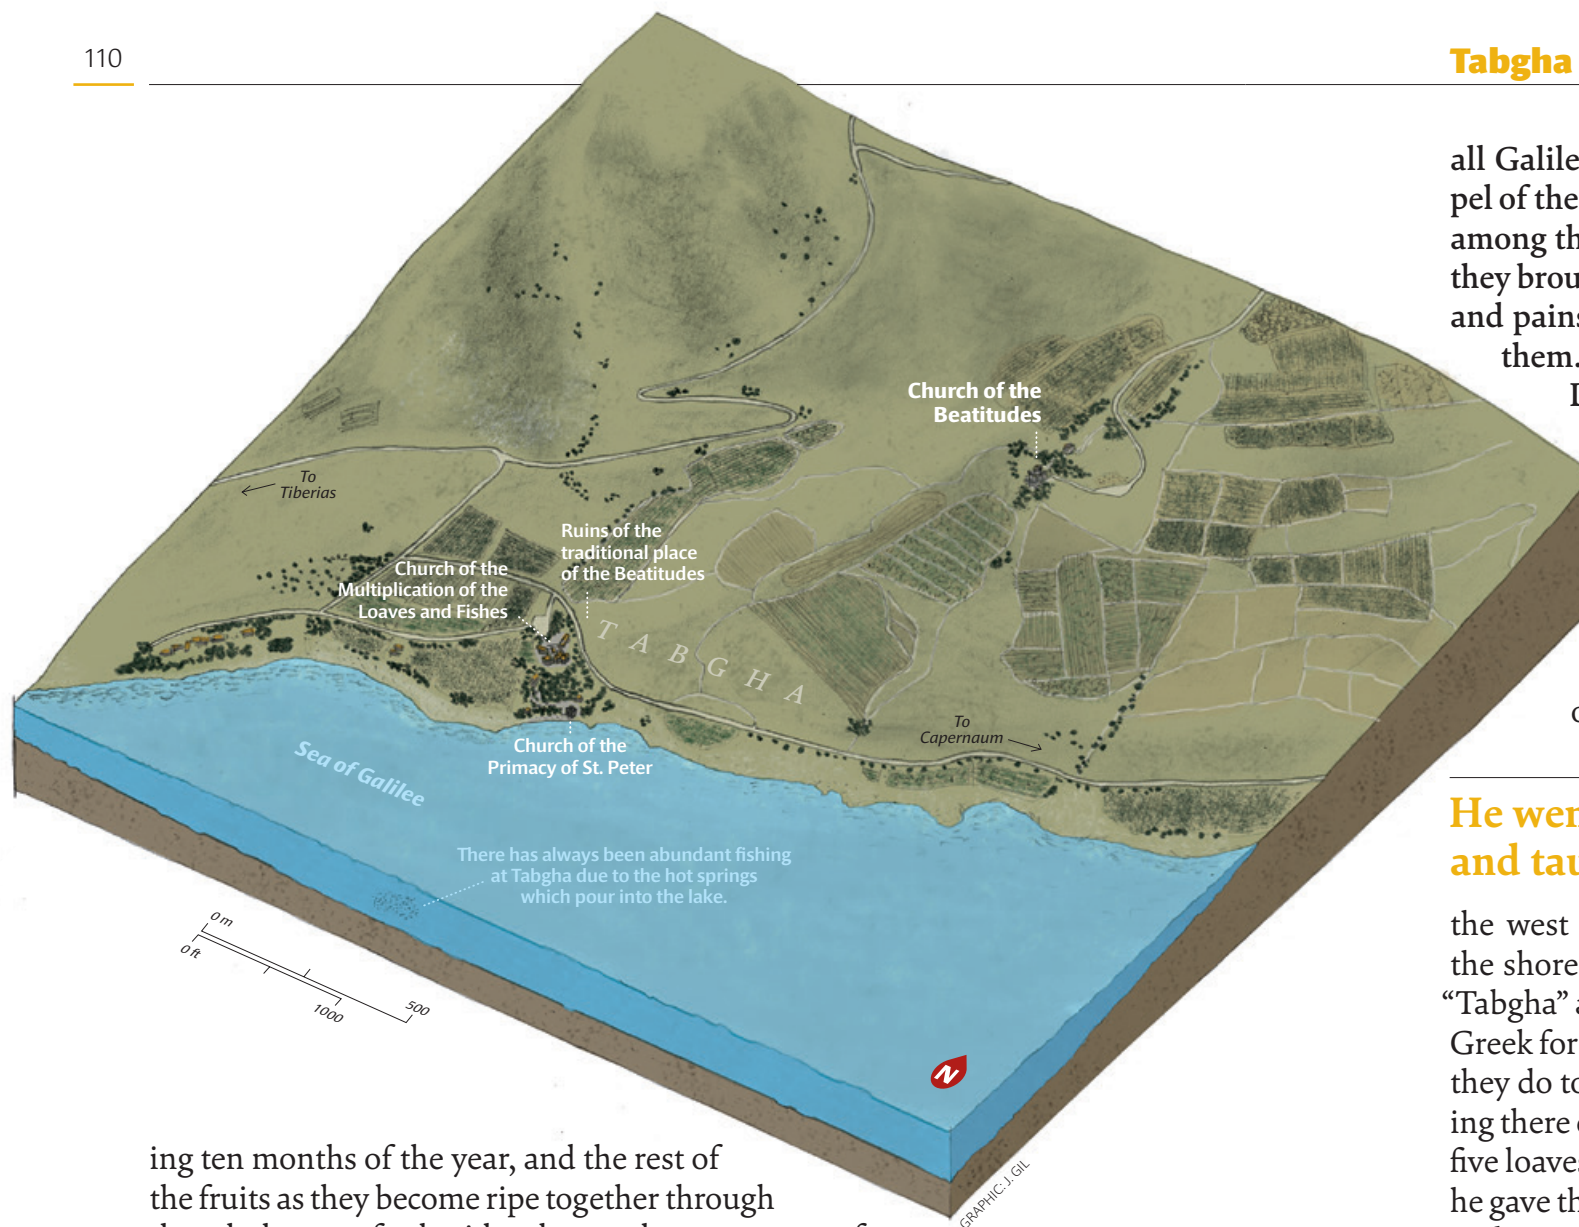 110
Tabgha
To
Tiberias
Church of the
Beatitudes
Ruins of the
traditional place
of the Beatitudes
Church of the
Multiplication of the
Loaves and Fishes
TABGHA
To
Capernaum
Church of the
Primacy of St. Peter
Sea of Galilee
There has always been abundant fishing
at Tabgha due to the hot springs
which pour into the lake.
0 m
0 ft
1000
500
N
GRAPHIC: J. GIL
ing ten months of the year, and the rest of
the fruits as they become ripe together through
all Galile
pel of the
among th
they brou
and pains
them.
He wen
and tau
the west
the shore
“Tabgha” a
Greek for
they do to
ing there
five loaves
he gave th